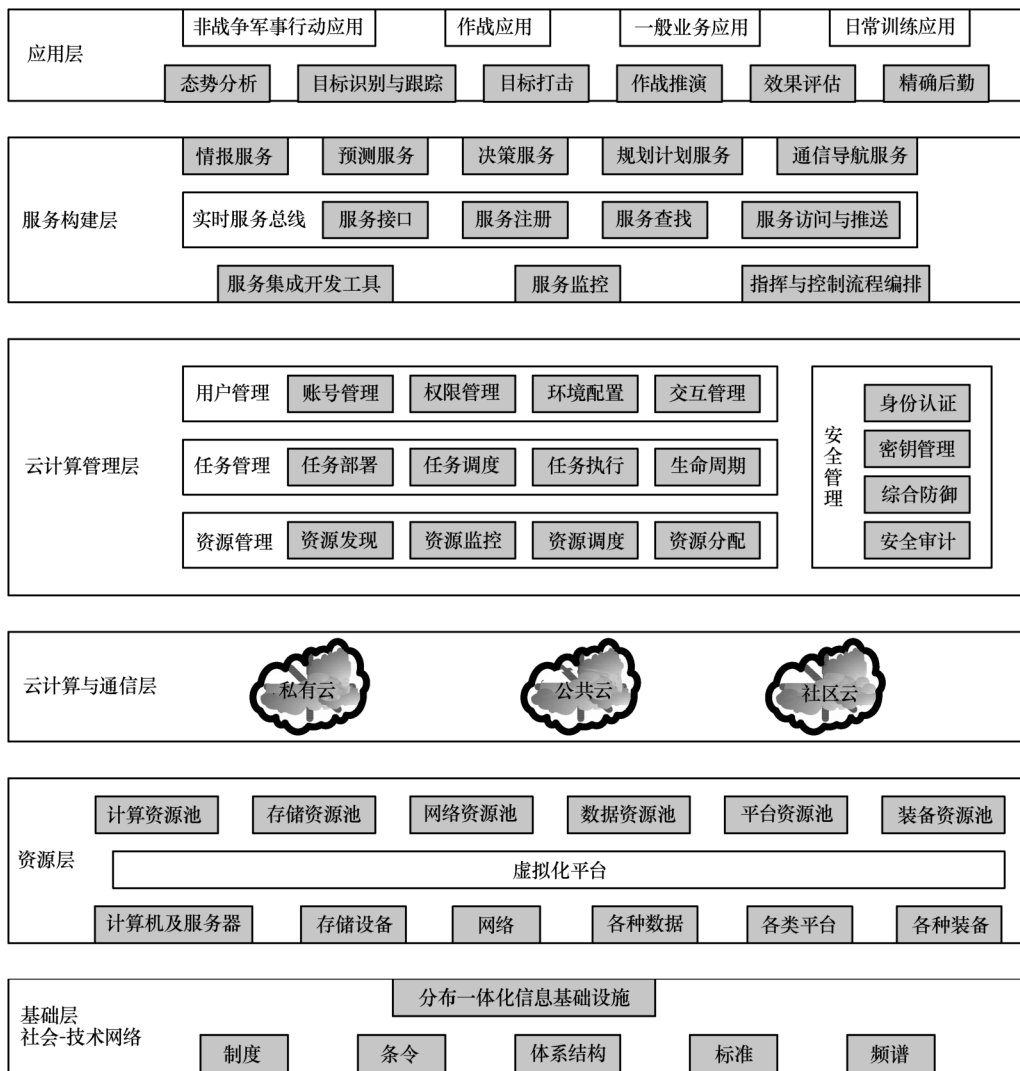 非战争军事行动应用 作战应用 一般业务应用 日常训练应用
应用层
态势分析 目标识别与跟踪 目标打击 作战推演 效果评估 精确后勤
情报服务 预测服务 决策服务 规划计划服务 通信导航服务
服务构建层
实时服务总线 服务接口 服务注册 服务查找 服务访问与推送
服务集成开发工具 服务监控 指挥与控制流程编排
云计算管理层
用户管理 账号管理 权限管理 环境配置 交互管理
任务管理 任务部署 任务调度 任务执行 生命周期
资源管理 资源发现 资源监控 资源调度 资源分配
安全管理
身份认证
密钥管理
综合防御
安全审计
云计算与通信层 私有云 公共云 社区云
计算资源池 存储资源池 网络资源池 数据资源池 平台资源池 装备资源池
资源层
虚拟化平台
计算机及服务器 存储设备 网络 各种数据 各类平台 各种装备
分布一体化信息基础设施
基础层
社会-技术网络
制度 条令 体系结构 标准 频谱